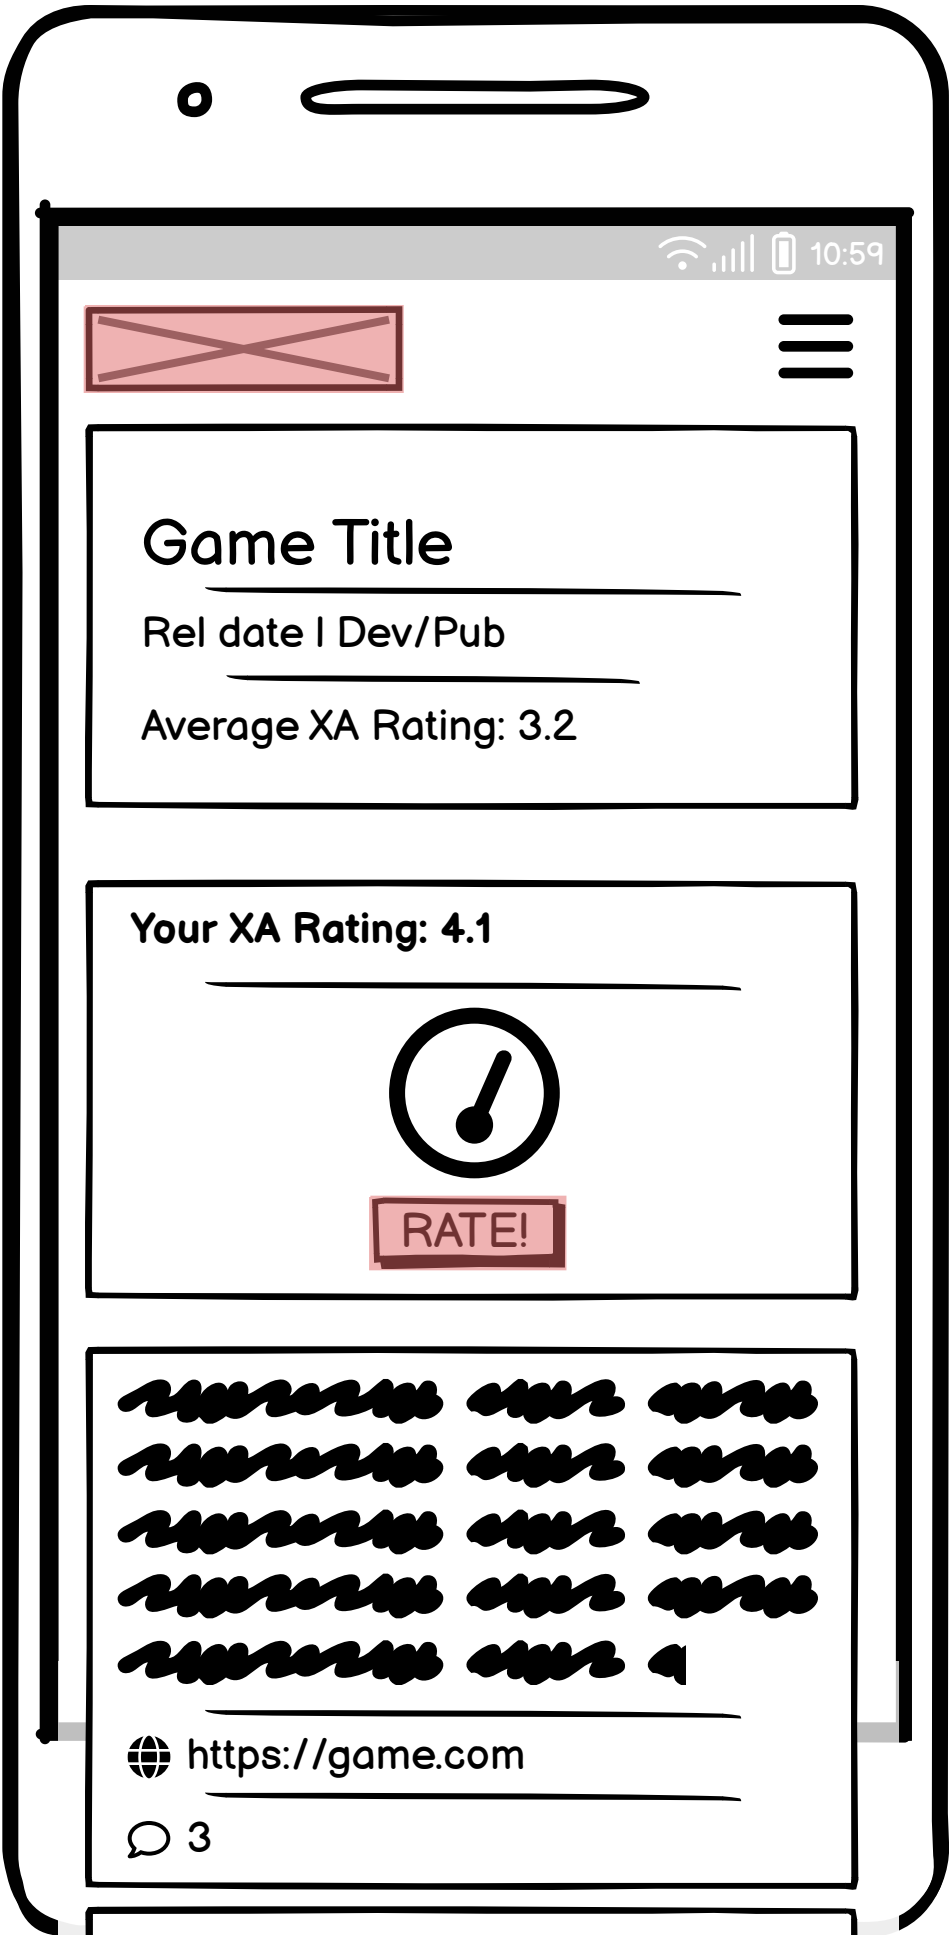 10:59
Game Title
Rel date | Dev/Pub
Average XA Rating: 3.2
Your XA Rating: 4.1
RATE!
https://game.com
3